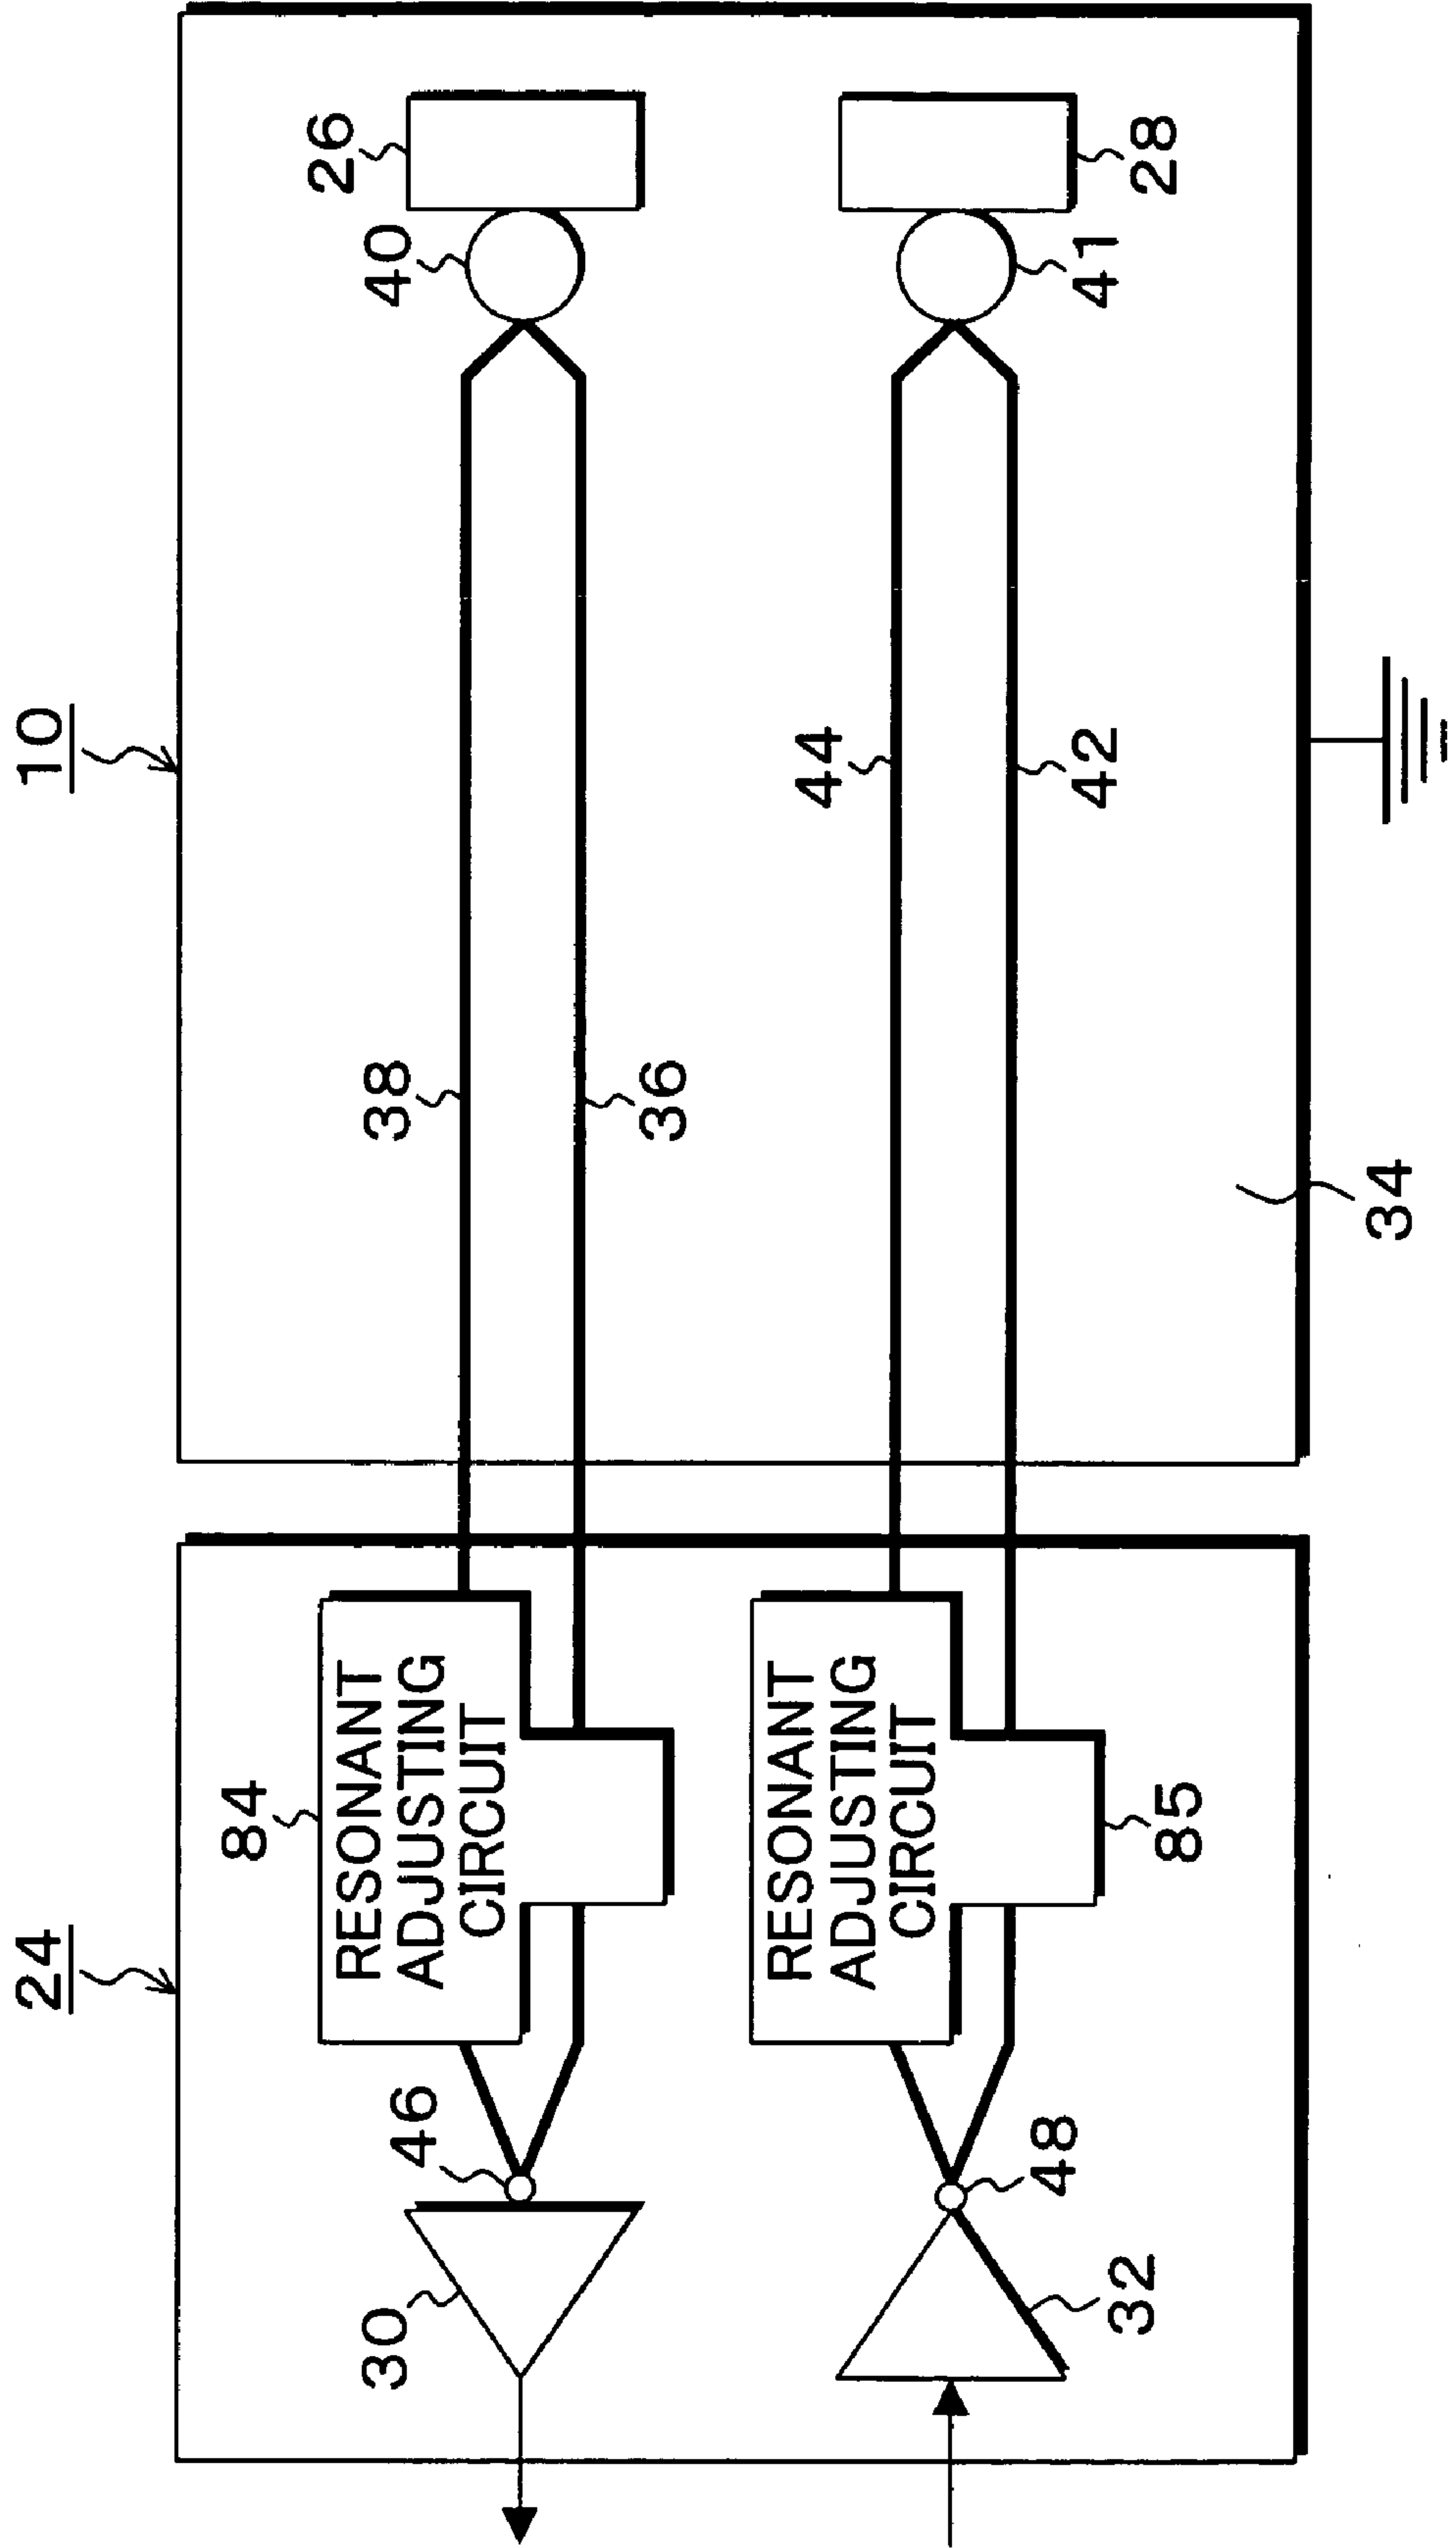 24
10
84
26
RESONANT
ADJUSTING
CIRCUIT
30
46
38
40
36
RESONANT
ADJUSTING
CIRCUIT
44
48
42
41
32
85
28
34